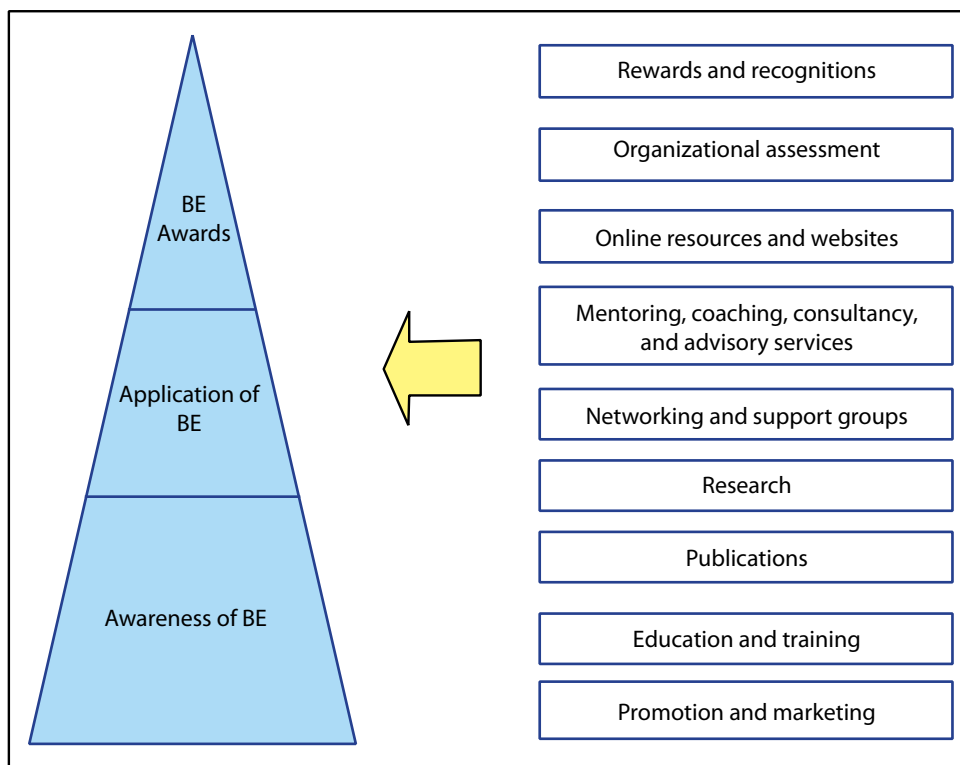 BE
Awards
Application of
BE
Awareness of BE
Rewards and recognitions
Organizational assessment
Online resources and websites
Mentoring, coaching, consultancy,
and advisory services
Networking and support groups
Research
Publications
Education and training
Promotion and marketing